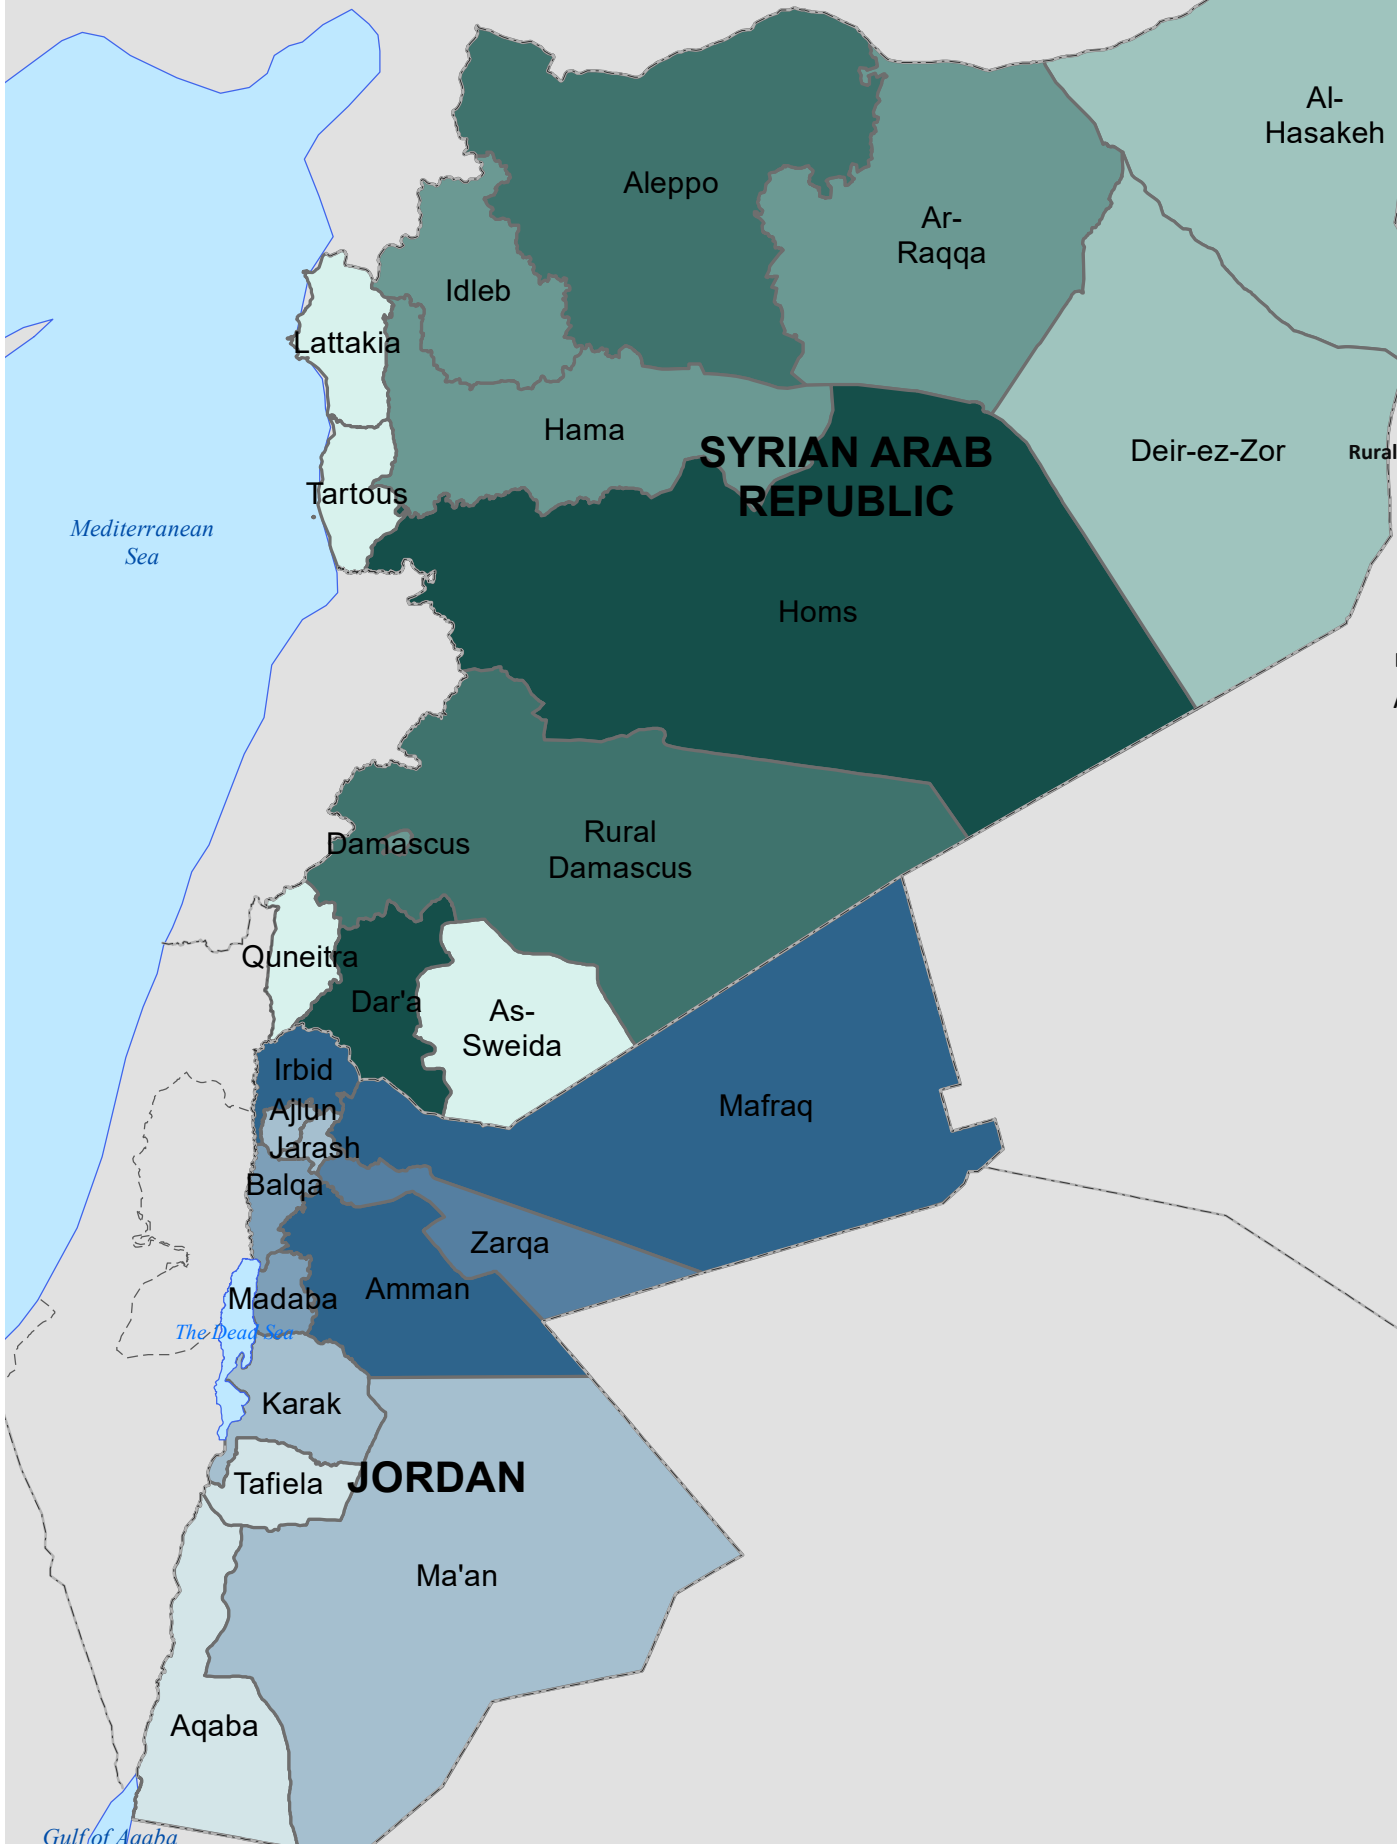 Al-
Hasakeh
Aleppo
Ar-
Raqqa
Idleb
Lattakia
Hama
SYRIAN ARAB
REPUBLIC
Deir-ez-Zor
Rural
Tartous
Mediterranean
Sea
Homs
Damascus
Rural
Damascus
Quneitra
Dar'a
As-
Sweida
Irbid
Ajlun
Mafraq
Jarash
Balqa
Zarqa
Amman
Madaba
The Dead Sea
Karak
JORDAN
Tafiela
Ma'an
Aqaba
Gulf of Aqaba